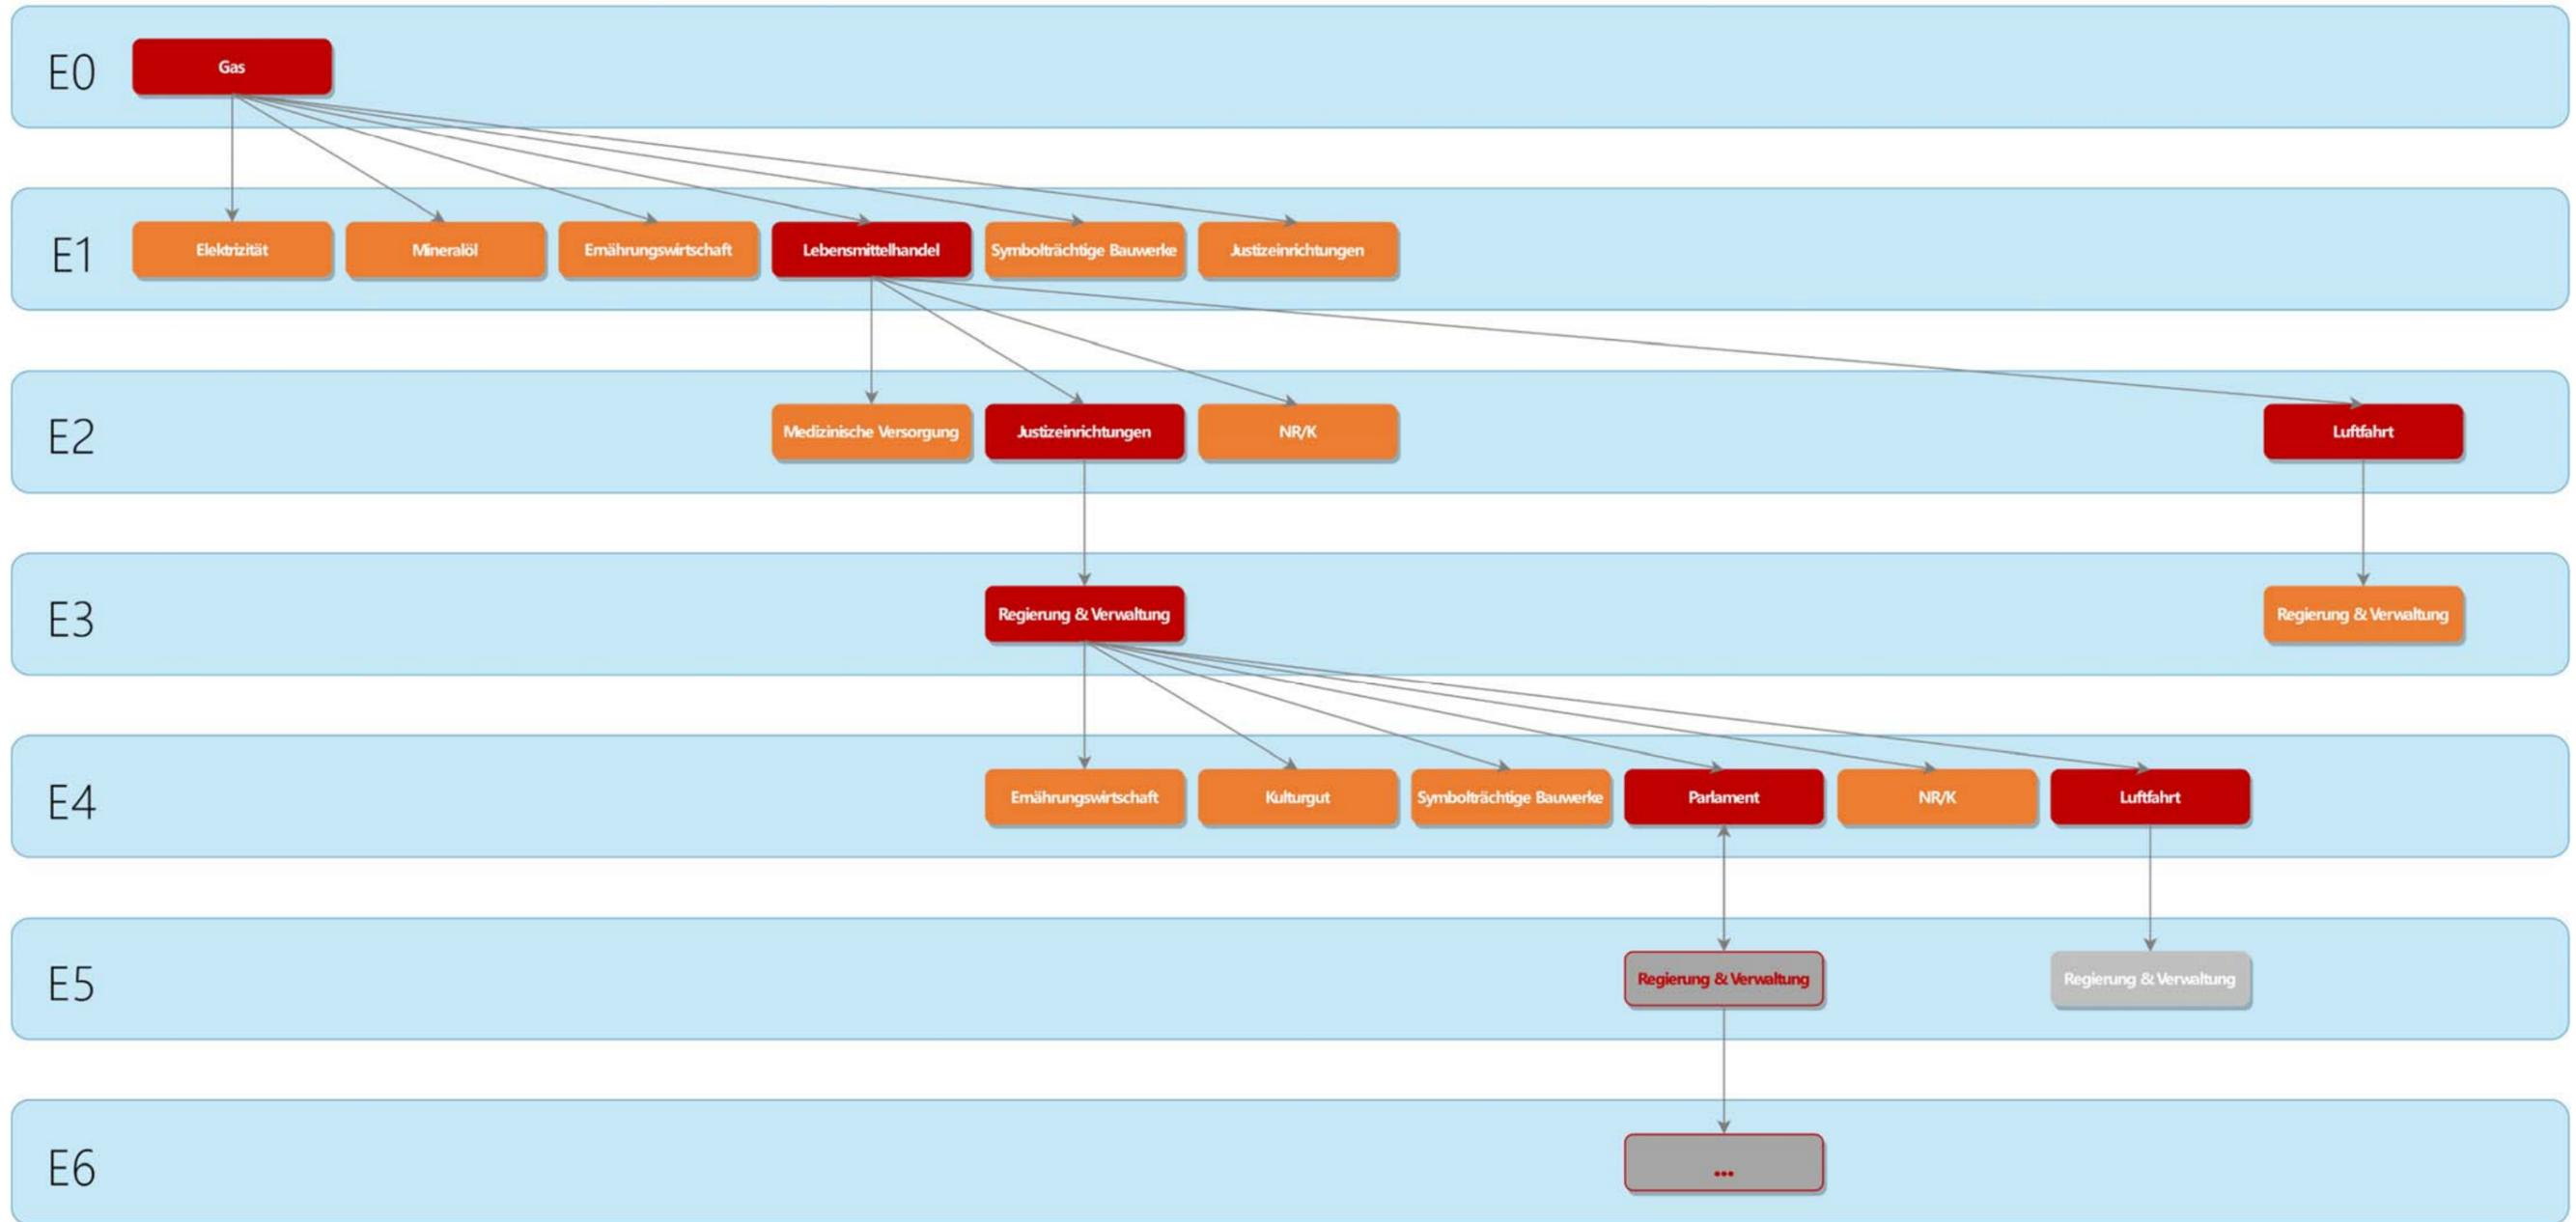 E0
Gas
E1
Elektrizität
Mineralöl
Ernährungswirtschaft
Lebensmittelhandel
Symbolträchtige Bauwerke
Justizeinrichtungen
E2
Medizinische Versorgung
Justizeinrichtungen
NR/K
Luftfahrt
E3
Regierung & Verwaltung
Regierung & Verwaltung
E4
Ernährungswirtschaft
Kulturgut
Symbolträchtige Bauwerke
Parlament
NR/K
Luftfahrt
E5
Regierung & Verwaltung
Regierung & Verwaltung
E6
...